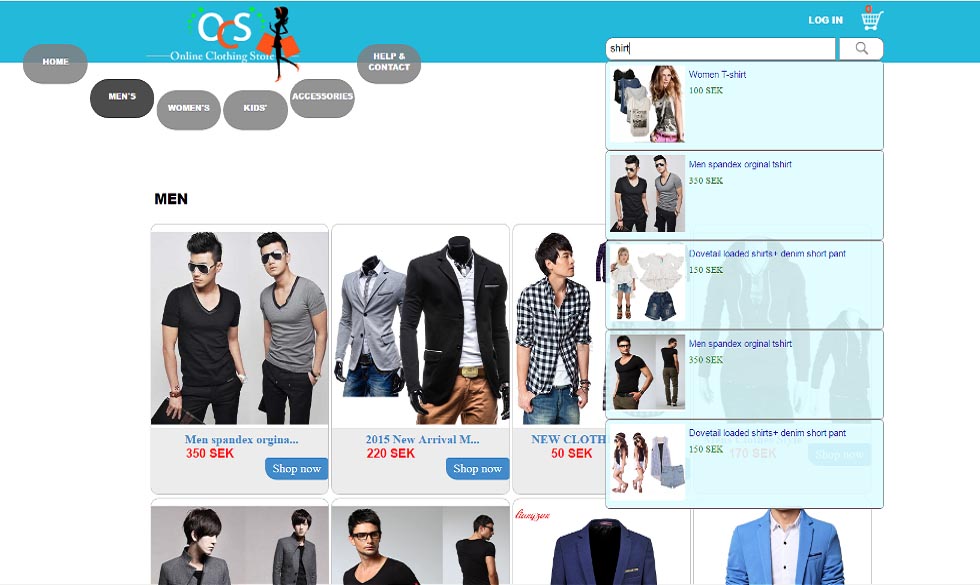 OCS
Online Clothing Store
LOG IN
0
shirt
HOME
MEN'S
WOMEN'S
KIDS'
ACCESSORIES
HELP &
CONTACT
Women T-shirt
100 SEK
Men spandex orginal tshirt
350 SEK
Dovetail loaded shirts+ denim short pant
150 SEK
Men spandex orginal tshirt
350 SEK
Dovetail loaded shirts+ denim short pant
150 SEK
MEN
Men spandex orgina...
350 SEK
Shop now
2015 New Arrival M...
220 SEK
Shop now
NEW CLOTH
50 SEK
170 SEK
Shop now